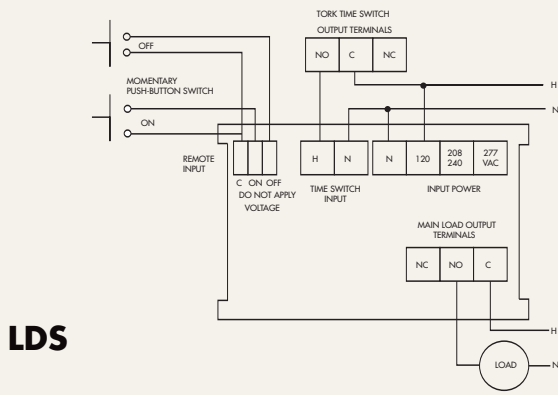 TORK TIME SWITCH
OUTPUT TERMINALS
NO C NC
OFF
MOMENTARY
PUSH-BUTTON SWITCH
ON
H
N
REMOTE
INPUT
C ON OFF
DO NOT APPLY
VOLTAGE
H N
TIME SWITCH
INPUT
N 120 208
240 277
VAC
INPUT POWER
MAIN LOAD OUTPUT
TERMINALS
NC NO C
H
LOAD
N
LDS